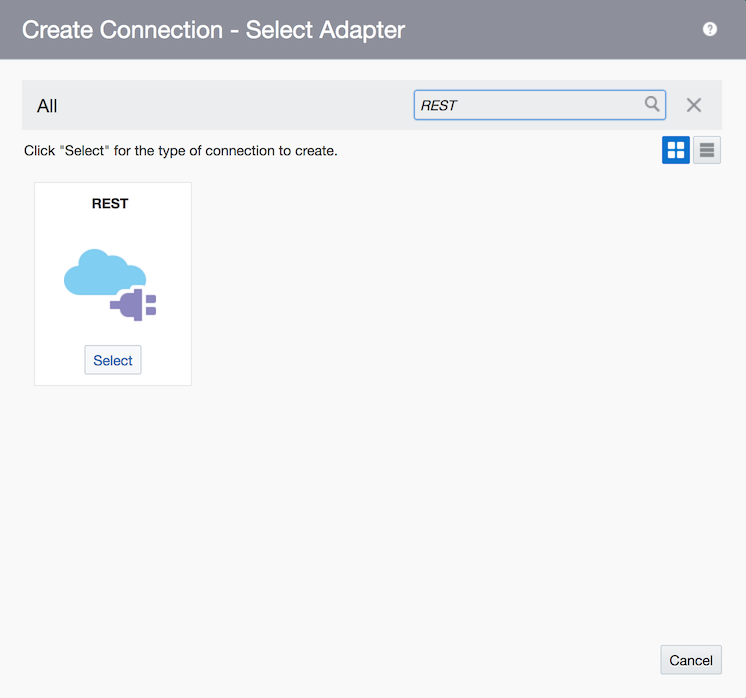 Create Connection - Select Adapter
?
All
REST
Click "Select" for the type of connection to create.
REST
Select
Cancel